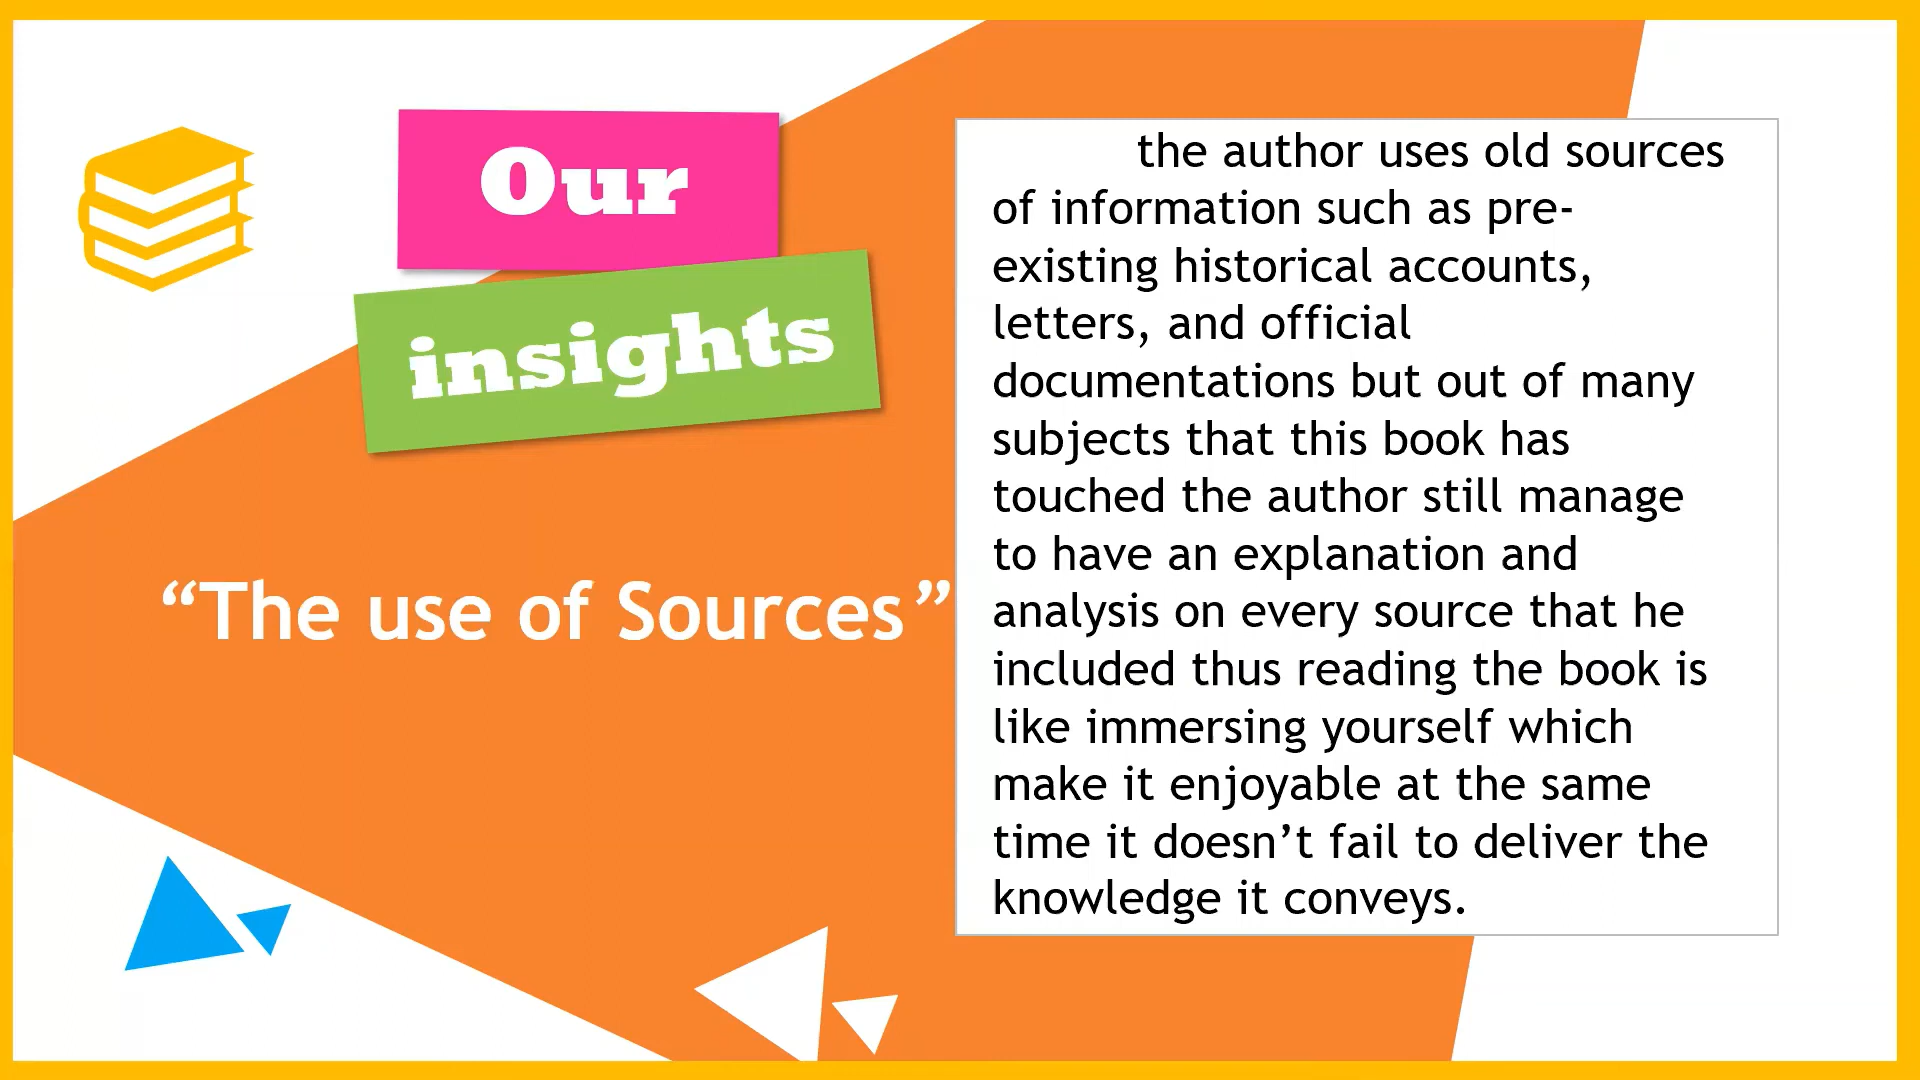 Our
insights
“The use of Sources”
the author uses old sources
of information such as pre-
existing historical accounts,
letters, and official
documentations but out of many
subjects that this book has
touched the author still manage
to have an explanation and
analysis on every source that he
included thus reading the book is
like immersing yourself which
make it enjoyable at the same
time it doesn’t fail to deliver the
knowledge it conveys.